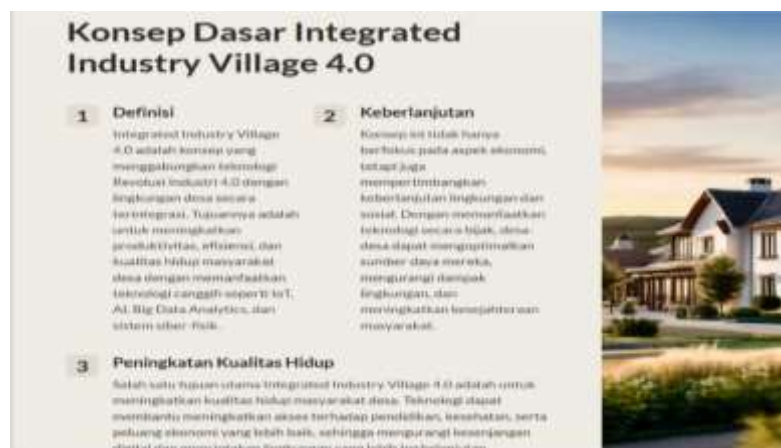 Konsep Dasar Integrated
Industry Village 4.0
1 Definisi
Integrated Industry Village
4.0 adalah konsep yang
menggabungkan teknologi
Revolusi Industri 4.0 dengan
lingkungan desa secara
terintegrasi. Tujuannya adalah
untuk meningkatkan
produktivitas, efisiensi, dan
kualitas hidup masyarakat
desa dengan memanfaatkan
teknologi canggih seperti IoT,
AI, Big Data Analytics, dan
sistem siber-fisik.
2 Keberlanjutan
Konsep ini tidak hanya
berfokus pada aspek ekonomi,
tetapi juga
mempertimbangkan
keberlanjutan lingkungan dan
sosial. Dengan memanfaatkan
teknologi secara bijak, desa-
desa dapat mengoptimalkan
sumber daya mereka,
mengurangi dampak
lingkungan, dan
meningkatkan kesejahteraan
masyarakat.
3 Peningkatan Kualitas Hidup
Salah satu tujuan utama Integrated Industry Village 4.0 adalah untuk
meningkatkan kualitas hidup masyarakat desa. Teknologi dapat
membantu meningkatkan akses terhadap pendidikan, kesehatan, serta
peluang ekonomi yang lebih baik, sehingga mengurangi kesenjangan